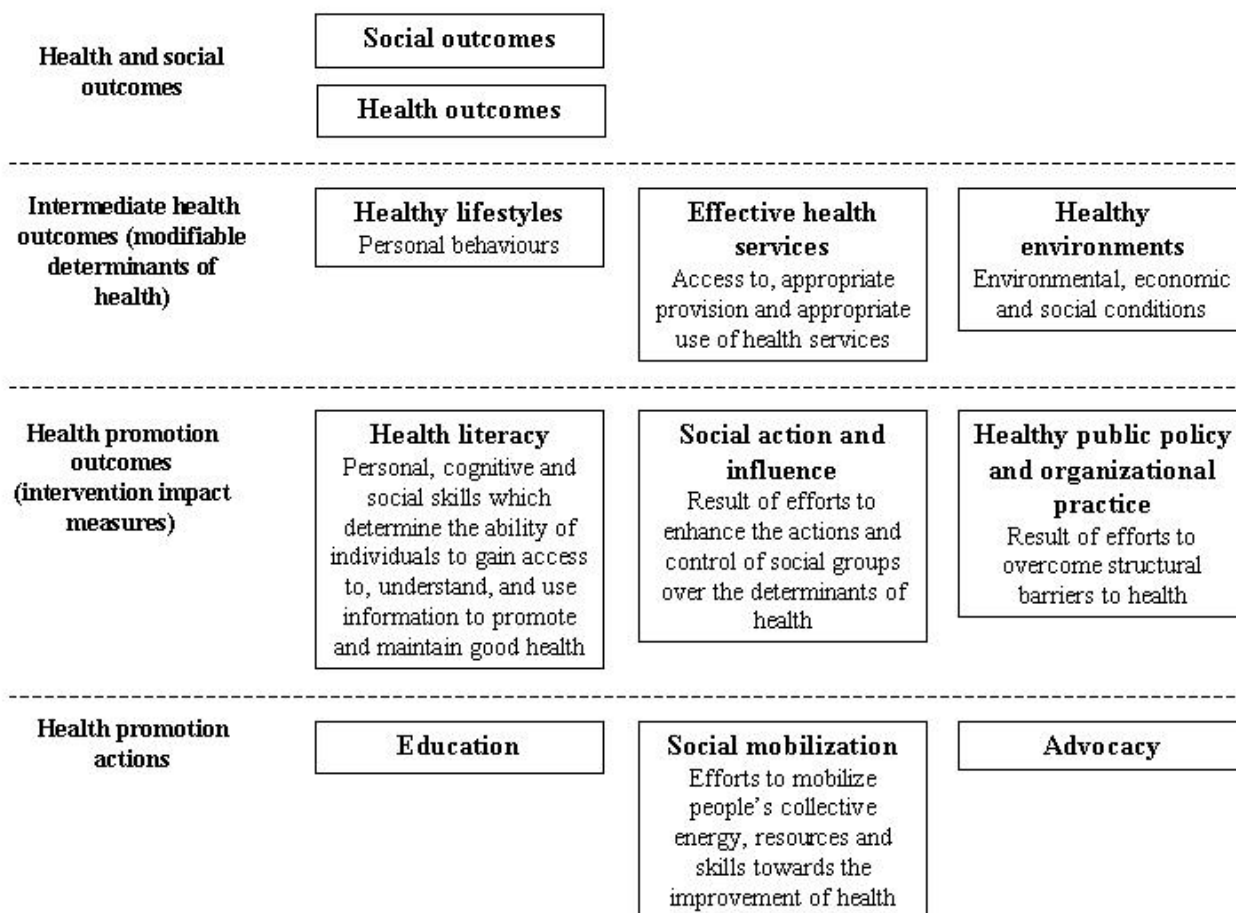 Health and social
outcomes
Social outcomes
Health outcomes
Intermediate health
outcomes (modifiable
determinants of
health)
Healthy lifestyles
Personal behaviours
Effective health
services
Access to, appropriate
provision and appropriate
use of health services
Healthy
environments
Environmental, economic
and social conditions
Health promotion
outcomes
(intervention impact
measures)
Health literacy
Personal, cognitive and
social skills which
determine the ability of
individuals to gain access
to, understand, and use
information to promote
and maintain good health
Social action and
influence
Result of efforts to
enhance the actions and
control of social groups
over the determinants of
health
Healthy public policy
and organizational
practice
Result of efforts to
overcome structural
barriers to health
Health promotion
actions
Education
Social mobilization
Efforts to mobilize
people's collective
energy, resources and
skills towards the
improvement of health
Advocacy